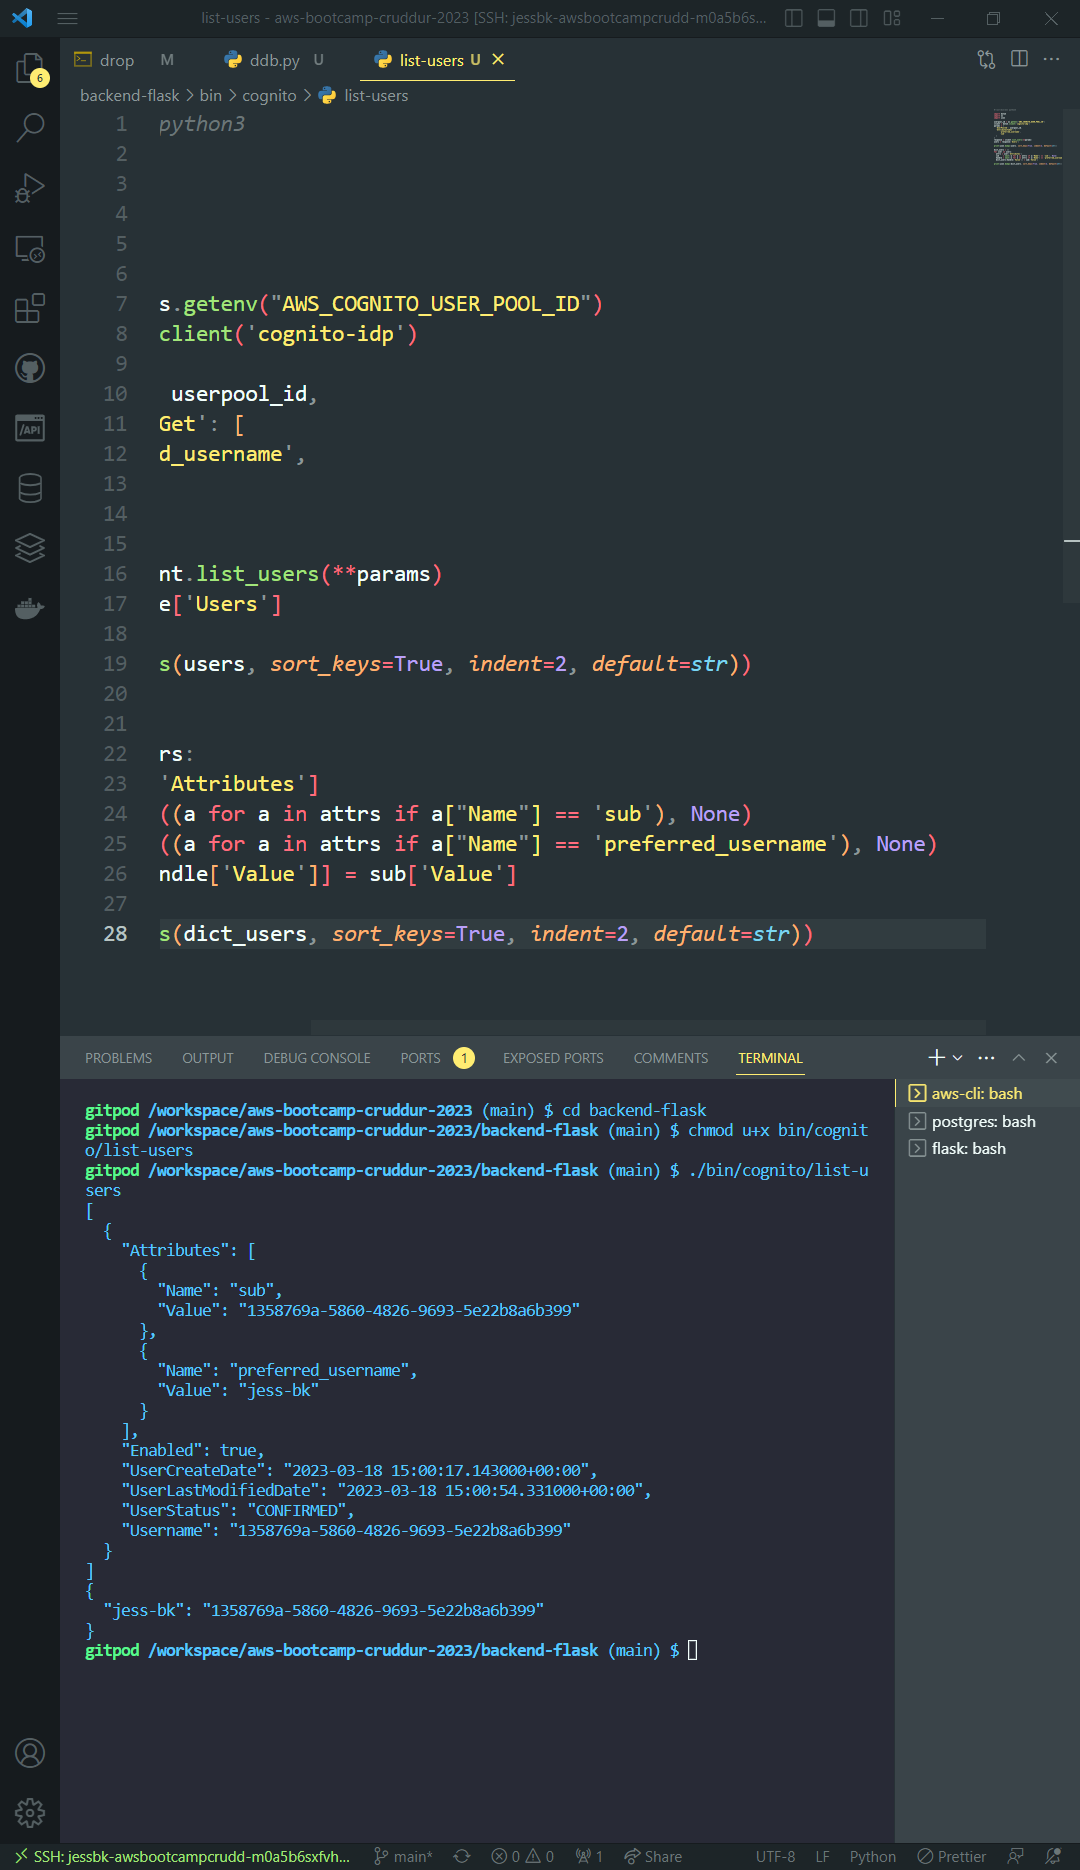 list-users - aws-bootcamp-cruddur-2023 [SSH: jessbk-awsbootcampcrudd-m0a5b6s...
drop M ddb.py U list-users U
6
backend-flask > bin > cognito > list-users
1 python3
2
3
4
5
6
7 s.getenv("AWS_COGNITO_USER_POOL_ID")
8 client('cognito-idp')
9
10 userpool_id,
11 Get': [
12 d_username',
13
14
15
16 nt.list_users(**params)
17 e['Users']
18
19 s(users, sort_keys=True, indent=2, default=str))
20
21
22 rs:
23 'Attributes']
24 ((a for a in attrs if a["Name"] == 'sub'), None)
25 ((a for a in attrs if a["Name"] == 'preferred_username'), None)
26 ndle['Value']] = sub['Value']
27
28 s(dict_users, sort_keys=True, indent=2, default=str))
/API
PROBLEMS OUTPUT DEBUG CONSOLE PORTS 1 EXPOSED PORTS COMMENTS TERMINAL
aws-cli: bash
postgres: bash
flask: bash
gitpod /workspace/aws-bootcamp-cruddur-2023 (main) $ cd backend-flask
gitpod /workspace/aws-bootcamp-cruddur-2023/backend-flask (main) $ chmod u+x bin/cognit
o/list-users
gitpod /workspace/aws-bootcamp-cruddur-2023/backend-flask (main) $ ./bin/cognito/list-u
sers
[
{
"Attributes": [
{
"Name": "sub",
"Value": "1358769a-5860-4826-9693-5e22b8a6b399"
},
{
"Name": "preferred_username",
"Value": "jess-bk"
}
],
"Enabled": true,
"UserCreateDate": "2023-03-18 15:00:17.143000+00:00",
"UserLastModifiedDate": "2023-03-18 15:00:54.331000+00:00",
"UserStatus": "CONFIRMED",
"Username": "1358769a-5860-4826-9693-5e22b8a6b399"
}
]
{
"jess-bk": "1358769a-5860-4826-9693-5e22b8a6b399"
}
gitpod /workspace/aws-bootcamp-cruddur-2023/backend-flask (main) $
SSH: jessbk-awsbootcampcrudd-m0a5b6sxfvh... main* 0 0 1 Share UTF-8 LF Python Prettier